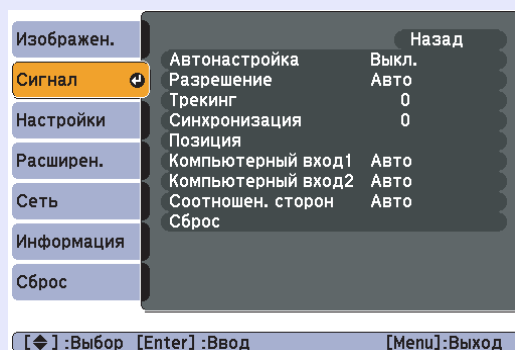 Изображен.
Сигнал
Настройки
Расширен.
Сеть
Информация
Сброс
Назад
Автонастройка Выкл.
Разрешение Авто
Трекинг 0
Синхронизация 0
Позиция
Компьютерный вход1 Авто
Компьютерный вход2 Авто
Соотношен. сторон Авто
Сброс
[◆] :Выбор [Enter] :Ввод [Menu]:Выход